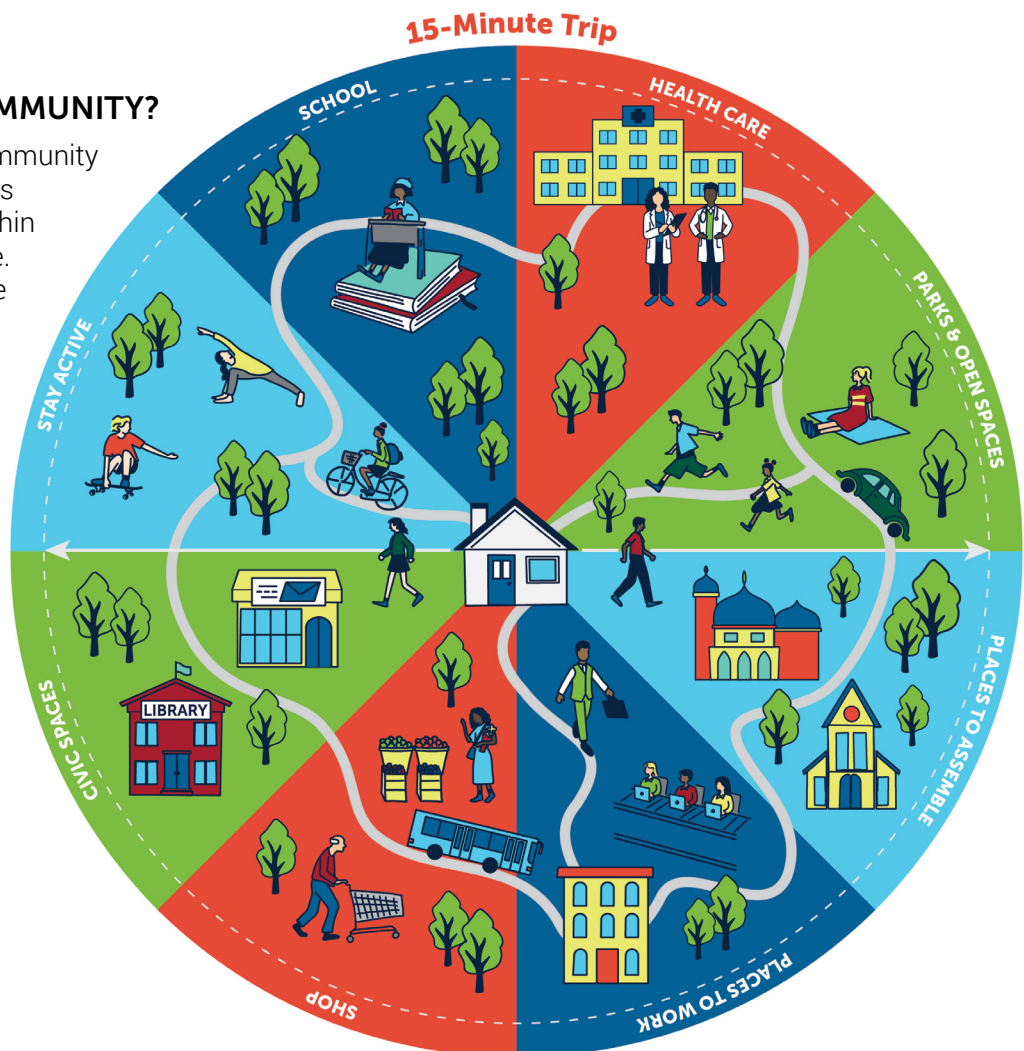 15-Minute Trip
MMUNITY?
mmunity
s
hin
e.
e
SCHOOL
HEALTH CARE
STAY ACTIVE
PARKS & OPEN SPACES
CIVIC SPACES
LIBRARY
PLACES TO ASSEMBLE
SHOP
PLACES TO WORK